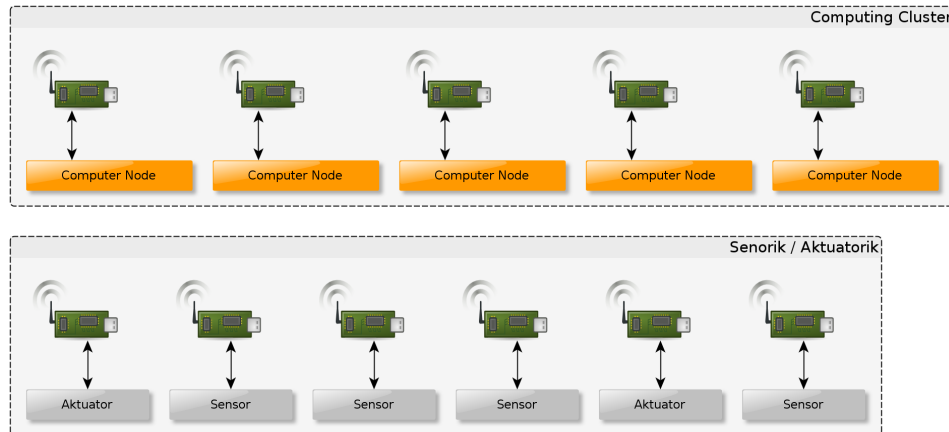 Computing Cluster
Computer Node Computer Node Computer Node Computer Node Computer Node
Senorik / Aktuatorik
Aktuator Sensor Sensor Sensor Aktuator Sensor